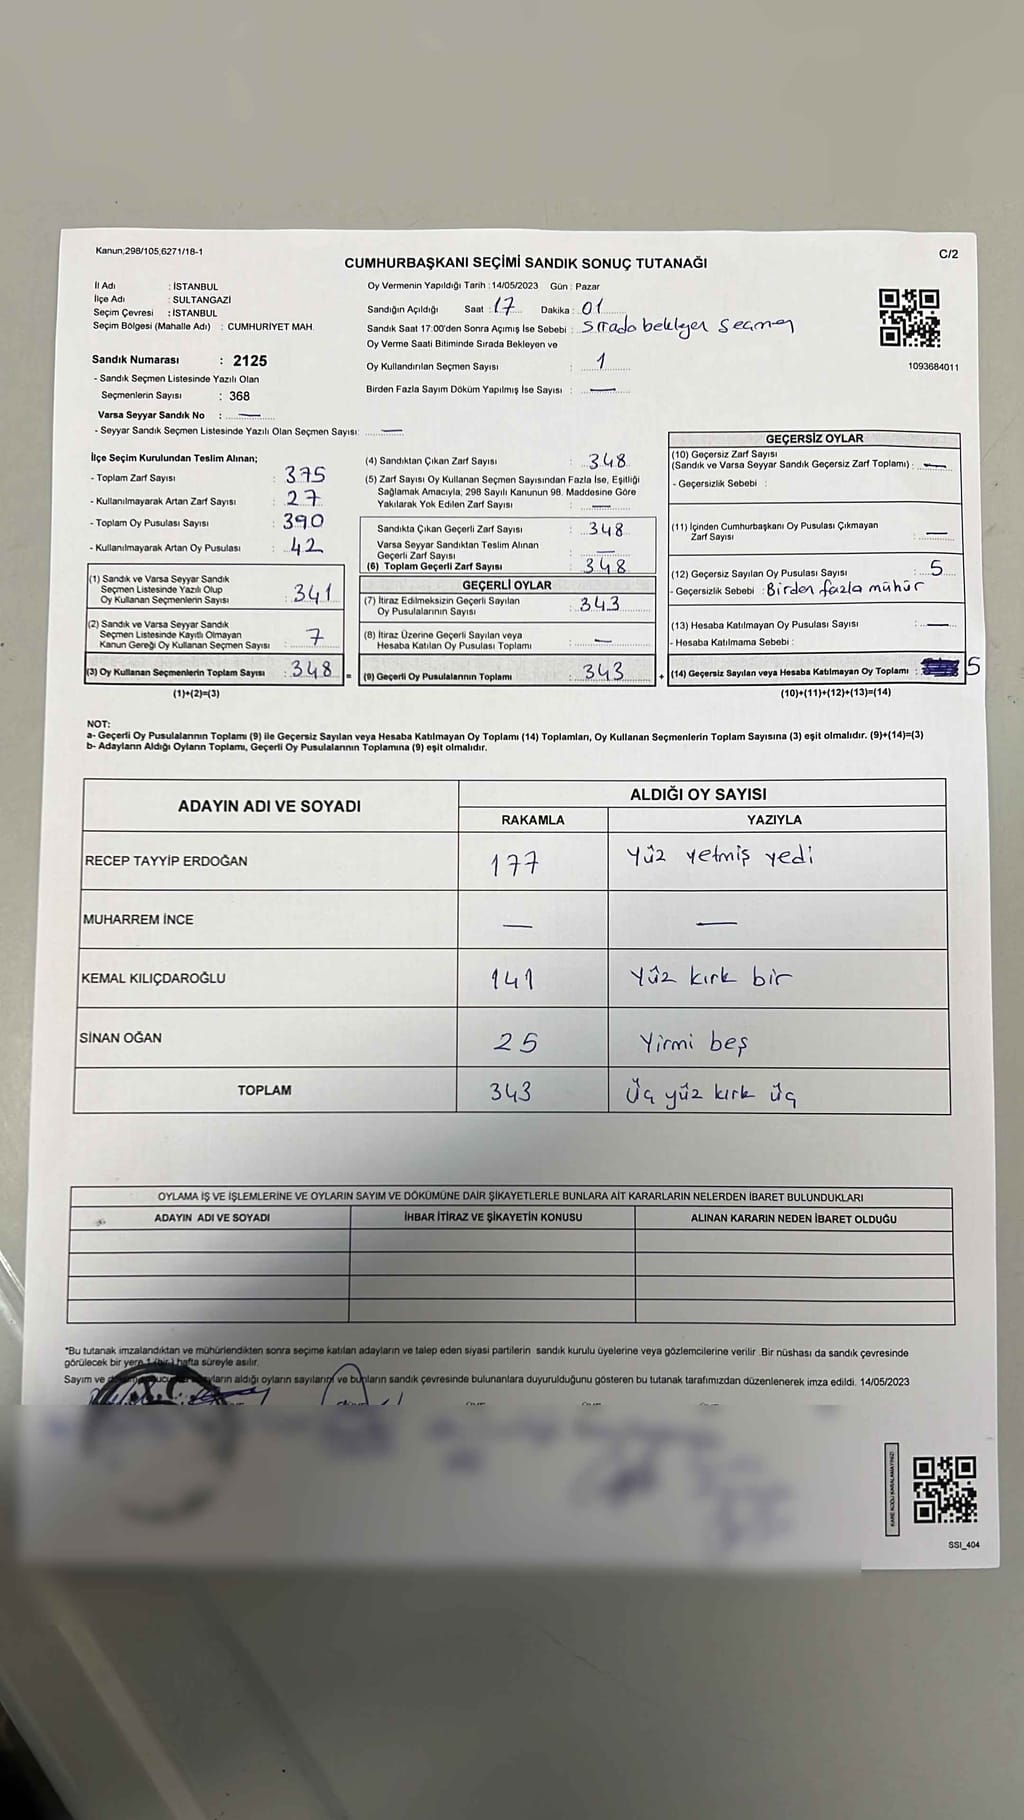 Kanun,298/105,6271/18-1
C/2
CUMHURBAŞKANI SEÇİMİ SANDIK SONUÇ TUTANAĞI
İl Adı : İSTANBUL
İlçe Adı : SULTANGAZİ
Seçim Çevresi : İSTANBUL
Seçim Bölgesi (Mahalle Adı) : CUMHURİYET MAH.
Sandık Numarası : 2125
- Sandık Seçmen Listesinde Yazılı Olan
Seçmenlerin Sayısı : 368
Varsa Seyyar Sandık No : —
- Seyyar Sandık Seçmen Listesinde Yazılı Olan Seçmen Sayısı: —
Oy Vermenin Yapıldığı Tarih :14/05/2023 Gün : Pazar
Sandığın Açıldığı Saat : 17 Dakika : 01
Sandık Saat 17:00'den Sonra Açımış İse Sebebi : Sırada bekleyen seçmen
Oy Verme Saati Bitiminde Sırada Bekleyen ve
Oy Kullandırılan Seçmen Sayısı : 1
Birden Fazla Sayım Döküm Yapılmış İse Sayısı : —
1093684011
İlçe Seçim Kurulundan Teslim Alınan;
- Toplam Zarf Sayısı : 375
- Kullanılmayarak Artan Zarf Sayısı : 27
- Toplam Oy Pusulası Sayısı : 390
- Kullanılmayarak Artan Oy Pusulası : 42
(1) Sandık ve Varsa Seyyar Sandık
Seçmen Listesinde Yazılı Olup
Oy Kullanan Seçmenlerin Sayısı : 341
(2) Sandık ve Varsa Seyyar Sandık
Seçmen Listesinde Kayıtlı Olmayan
Kanun Gereği Oy Kullanan Seçmen Sayısı : 7
(3) Oy Kullanan Seçmenlerin Toplam Sayısı : 348
(1)+(2)=(3)
=
(4) Sandıktan Çıkan Zarf Sayısı : 348
(5) Zarf Sayısı Oy Kullanan Seçmen Sayısından Fazla İse, Eşitliği
Sağlamak Amacıyla, 298 Sayılı Kanunun 98. Maddesine Göre
Yakılarak Yok Edilen Zarf Sayısı : —
Sandıkta Çıkan Geçerli Zarf Sayısı : 348
Varsa Seyyar Sandıktan Teslim Alınan
Geçerli Zarf Sayısı : —
(6) Toplam Geçerli Zarf Sayısı : 348
GEÇERLİ OYLAR
(7) İtiraz Edilmeksizin Geçerli Sayılan
Oy Pusulalarının Sayısı : 343
(8) İtiraz Üzerine Geçerli Sayılan veya
Hesaba Katılan Oy Pusulası Toplamı : —
(9) Geçerli Oy Pusulalarının Toplamı : 343
+
GEÇERSİZ OYLAR
(10) Geçersiz Zarf Sayısı
(Sandık ve Varsa Seyyar Sandık Geçersiz Zarf Toplamı) : —
- Geçersizlik Sebebi :
(11) İçinden Cumhurbaşkanı Oy Pusulası Çıkmayan
Zarf Sayısı : —
(12) Geçersiz Sayılan Oy Pusulası Sayısı : 5
- Geçersizlik Sebebi : Birden fazla mühür
(13) Hesaba Katılmayan Oy Pusulası Sayısı : —
- Hesaba Katılmama Sebebi :
(14) Geçersiz Sayılan veya Hesaba Katılmayan Oy Toplamı : 5
(10)+(11)+(12)+(13)=(14)
NOT:
a- Geçerli Oy Pusulalarının Toplamı (9) ile Geçersiz Sayılan veya Hesaba Katılmayan Oy Toplamı (14) Toplamları, Oy Kullanan Seçmenlerin Toplam Sayısına (3) eşit olmalıdır. (9)+(14)=(3)
b- Adayların Aldığı Oyların Toplamı, Geçerli Oy Pusulalarının Toplamına (9) eşit olmalıdır.
ADAYIN ADI VE SOYADI
ALDIĞI OY SAYISI
RAKAMLA YAZIYLA
RECEP TAYYİP ERDOĞAN 177 Yüz yetmiş yedi
MUHARREM İNCE — —
KEMAL KILIÇDAROĞLU 141 Yüz kırk bir
SİNAN OĞAN 25 Yirmi beş
TOPLAM 343 Üç yüz kırk üç
OYLAMA İŞ VE İŞLEMLERİNE VE OYLARIN SAYIM VE DÖKÜMÜNE DAİR ŞİKAYETLERLE BUNLARA AİT KARARLARIN NELERDEN İBARET BULUNDUKLARI
ADAYIN ADI VE SOYADI İHBAR İTİRAZ VE ŞİKAYETİN KONUSU ALINAN KARARIN NEDEN İBARET OLDUĞU
*Bu tutanak imzalandıktan ve mühürlendikten sonra seçime katılan adayların ve talep eden siyasi partilerin sandık kurulu üyelerine veya gözlemcilerine verilir .Bir nüshası da sandık çevresinde
görülecek bir yere 1 (bir ) hafta süreyle asılır.
Sayım ve aldığı oyların sayılarını ve bunların sandık çevresinde bulunanlara duyurulduğunu gösteren bu tutanak tarafımızdan düzenlenerek imza edildi. 14/05/2023
KARE KODU KARALAMAYINIZ!
SSI_404